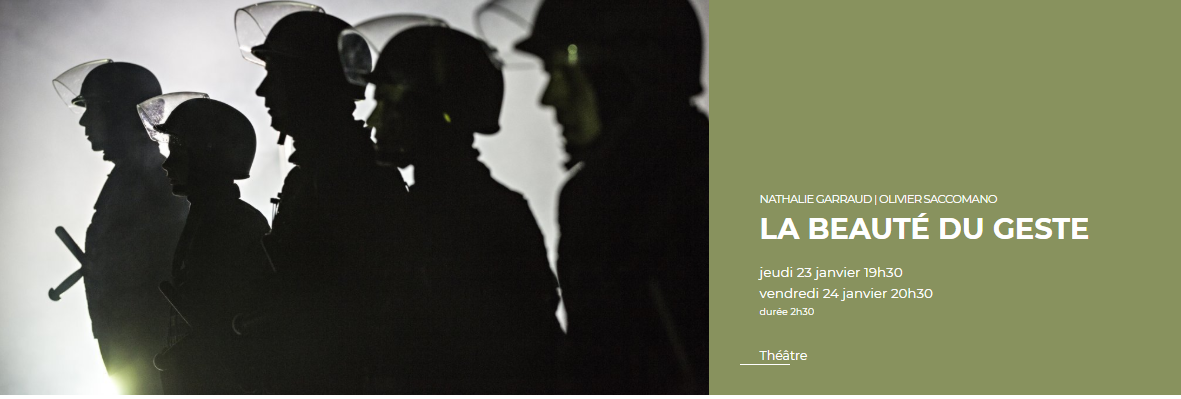 NATHALIE GARRAUD | OLIVIER SACCOMANO
LA BEAUTÉ DU GESTE
jeudi 23 janvier 19h30
vendredi 24 janvier 20h30
durée 2h30
Théâtre